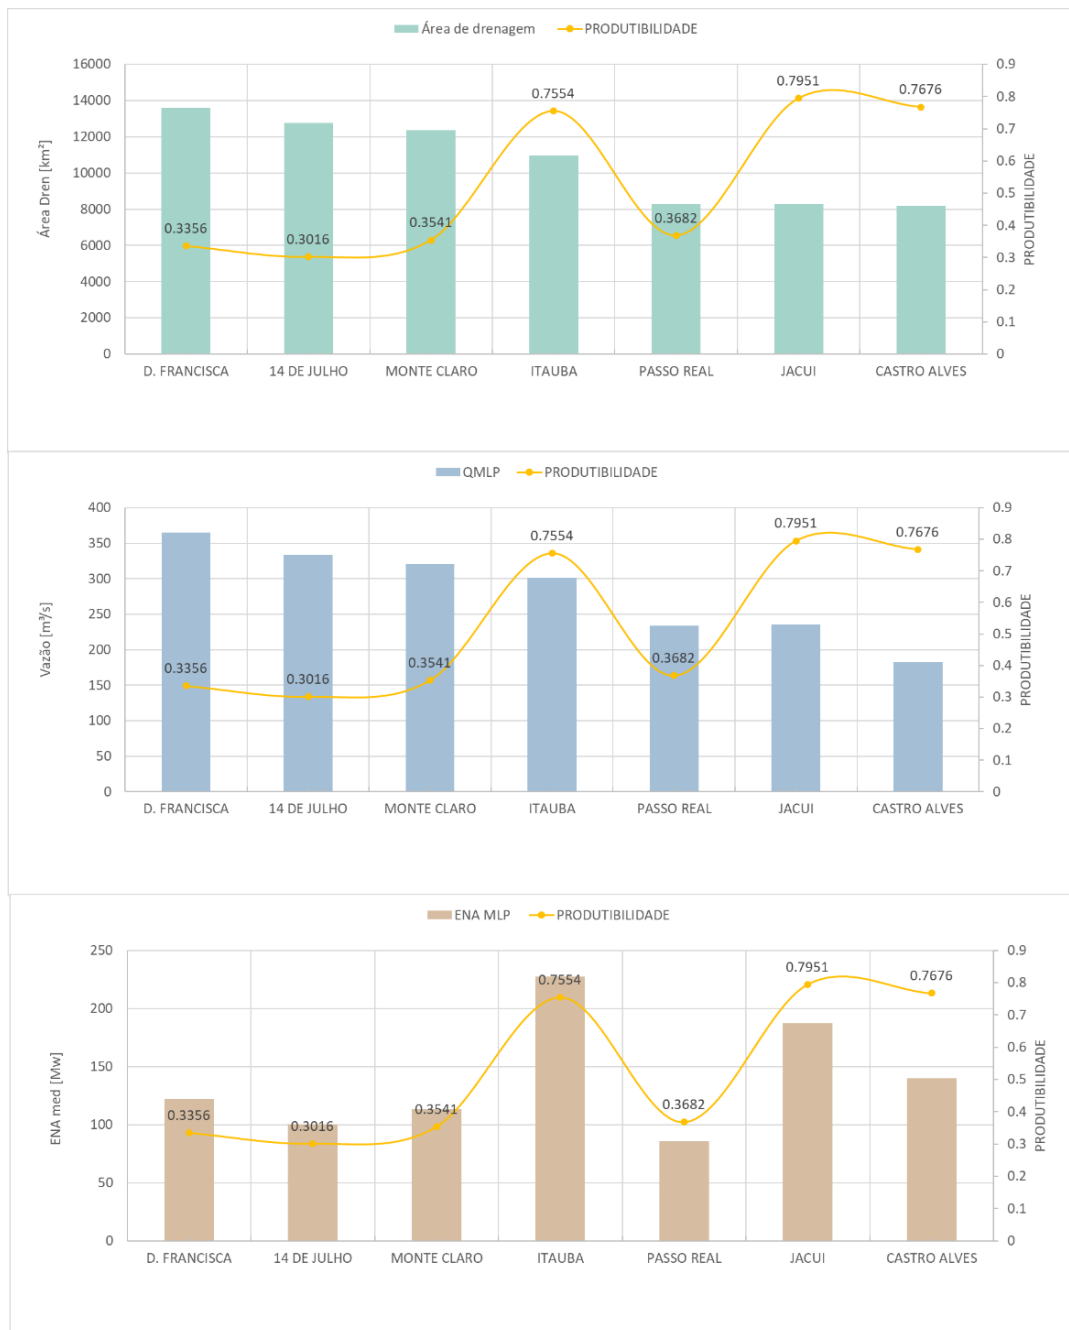 Área de drenagem PRODUTIBILIDADE
16000 0.9
14000 0.8
12000 0.7
10000 0.6
8000 0.5
6000 0.4
4000 0.3
2000 0.2
0 0.1
0
Área Dren [km²]
PRODUTIBILIDADE
0.3356 0.3016 0.3541 0.7554 0.3682 0.7951 0.7676
D. FRANCISCA 14 DE JULHO MONTE CLARO ITAUBA PASSO REAL JACUI CASTRO ALVES
QMLP PRODUTIBILIDADE
400 0.9
350 0.8
300 0.7
250 0.6
200 0.5
150 0.4
100 0.3
50 0.2
0 0.1
0
Vazão [m³/s]
PRODUTIBILIDADE
0.3356 0.3016 0.3541 0.7554 0.3682 0.7951 0.7676
D. FRANCISCA 14 DE JULHO MONTE CLARO ITAUBA PASSO REAL JACUI CASTRO ALVES
ENA MLP PRODUTIBILIDADE
250 0.9
200 0.8
150 0.7
100 0.6
50 0.5
0 0.4
0.3
0.2
0.1
0
ENA med [Mw]
PRODUTIBILIDADE
0.3356 0.3016 0.3541 0.7554 0.3682 0.7951 0.7676
D. FRANCISCA 14 DE JULHO MONTE CLARO ITAUBA PASSO REAL JACUI CASTRO ALVES